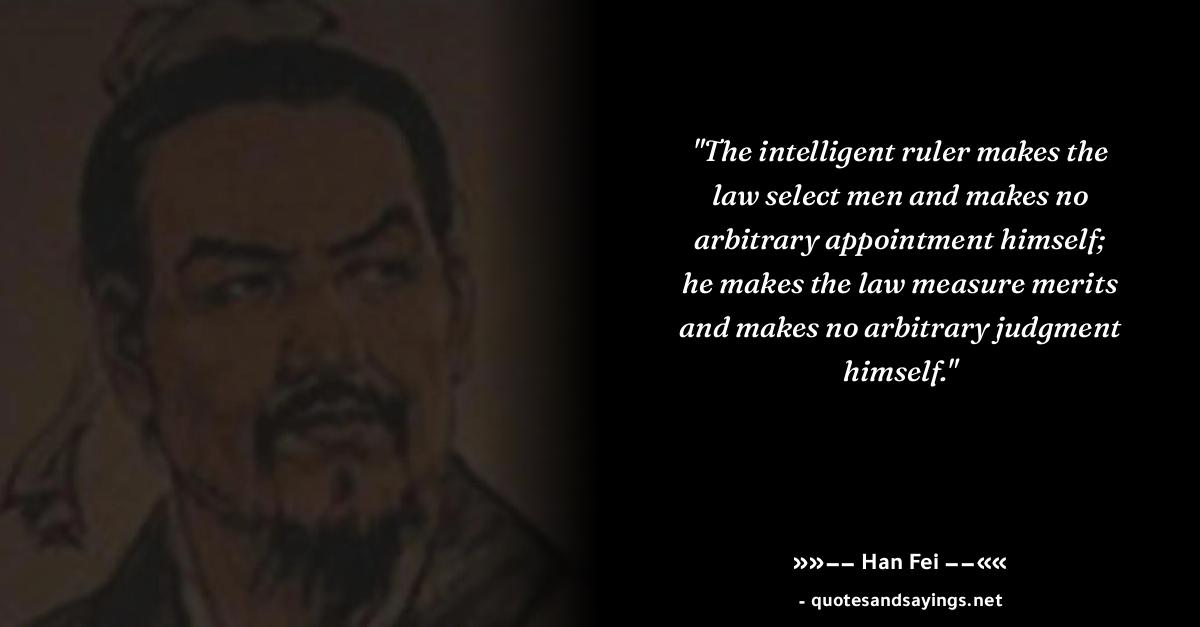 "The intelligent ruler makes the
law select men and makes no
arbitrary appointment himself;
he makes the law measure merits
and makes no arbitrary judgment
himself."
»»–– Han Fei ––««
- quotesandsayings.net